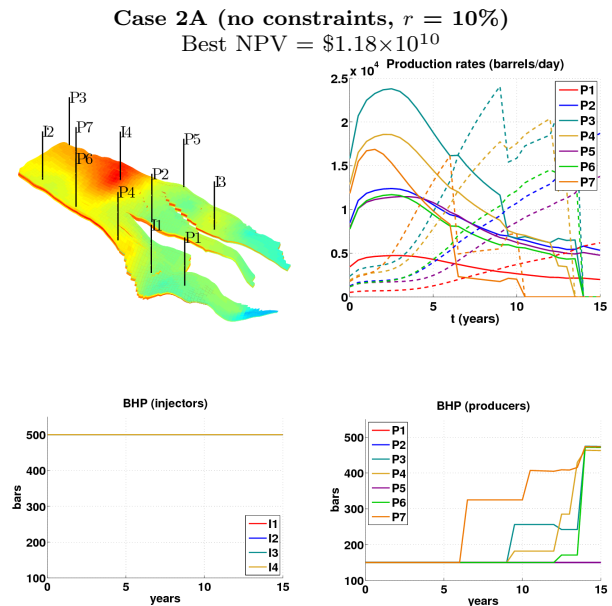 Case 2A (no constraints, r = 10%)
Best NPV = $1.18×10^10
P3
I2
P7
I4
P5
P6
P2
I3
P4
I1
P1
x 10^4
Production rates (barrels/day)
2.5
2
1.5
1
0.5
0
0 5 10 15
t (years)
P1
P2
P3
P4
P5
P6
P7
BHP (injectors)
bars
500
400
300
200
100
0 5 10 15
years
I1
I2
I3
I4
BHP (producers)
bars
500
400
300
200
100
0 5 10 15
years
P1
P2
P3
P4
P5
P6
P7